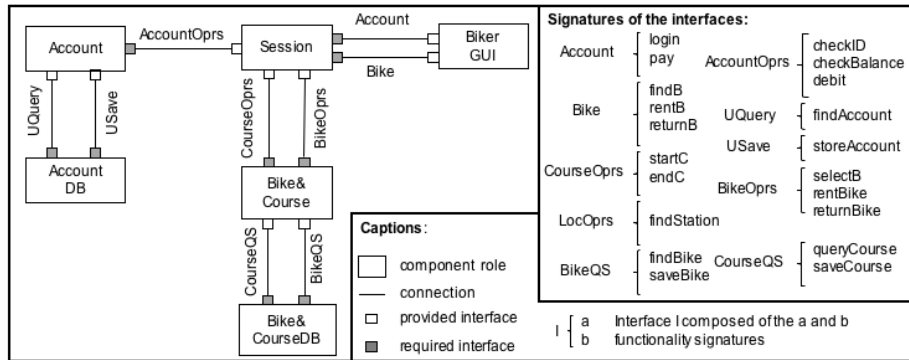 Account
AccountOprs
Session
Account
Bike
Biker
GUI
UQuery
USave
Account
DB
CourseOprs
BikeOprs
Bike&
Course
CourseQS
BikeQS
Bike&
CourseDB
Captions:
component role
connection
provided interface
required interface
Signatures of the interfaces:
Account
login
pay
Bike
findB
rentB
returnB
CourseOprs
startC
endC
LocOprs
findStation
BikeQS
findBike
saveBike
AccountOprs
checkID
checkBalance
debit
UQuery
findAccount
USave
storeAccount
BikeOprs
selectB
rentBike
returnBike
CourseQS
queryCourse
saveCourse
I
a Interface I composed of the a and b
b functionality signatures